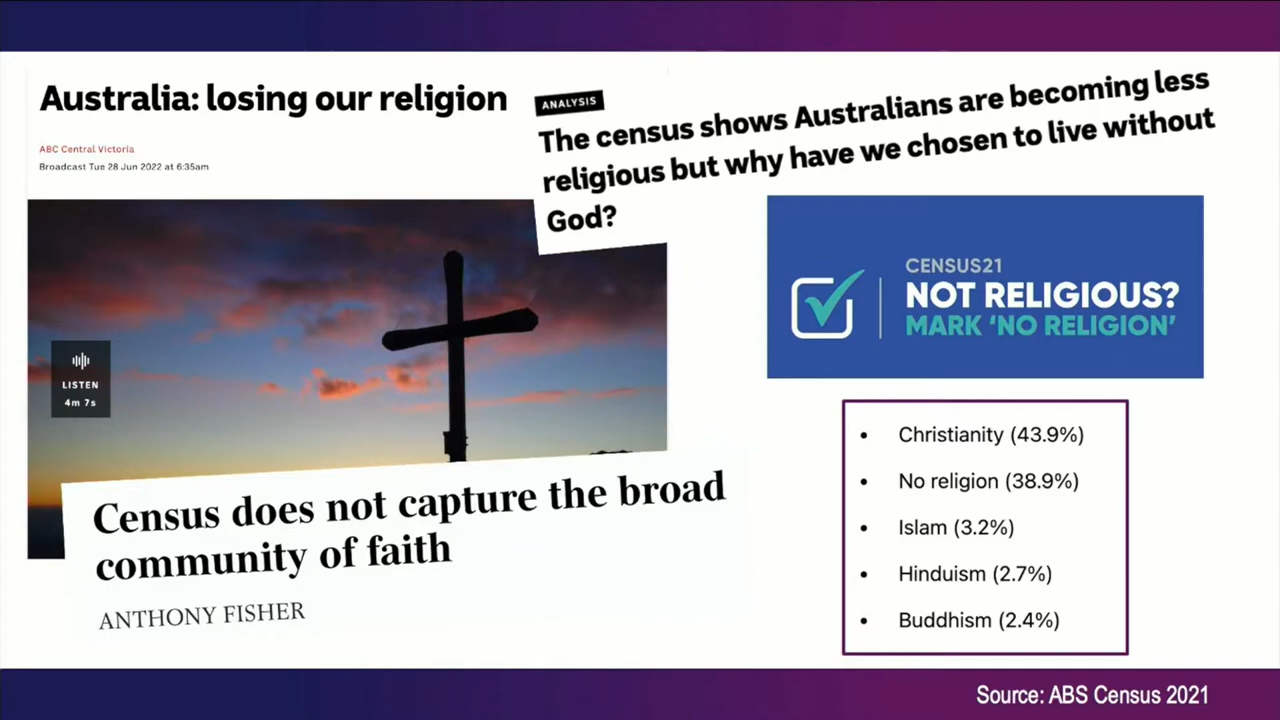 Australia: losing our religion
ABC Central Victoria
Broadcast Tue 28 Jun 2022 at 6:35am
ANALYSIS
The census shows Australians are becoming less
religious but why have we chosen to live without
God?
LISTEN
4m 7s
CENSUS21
NOT RELIGIOUS?
MARK ‘NO RELIGION’
Census does not capture the broad
community of faith
ANTHONY FISHER
• Christianity (43.9%)
• No religion (38.9%)
• Islam (3.2%)
• Hinduism (2.7%)
• Buddhism (2.4%)
Source: ABS Census 2021